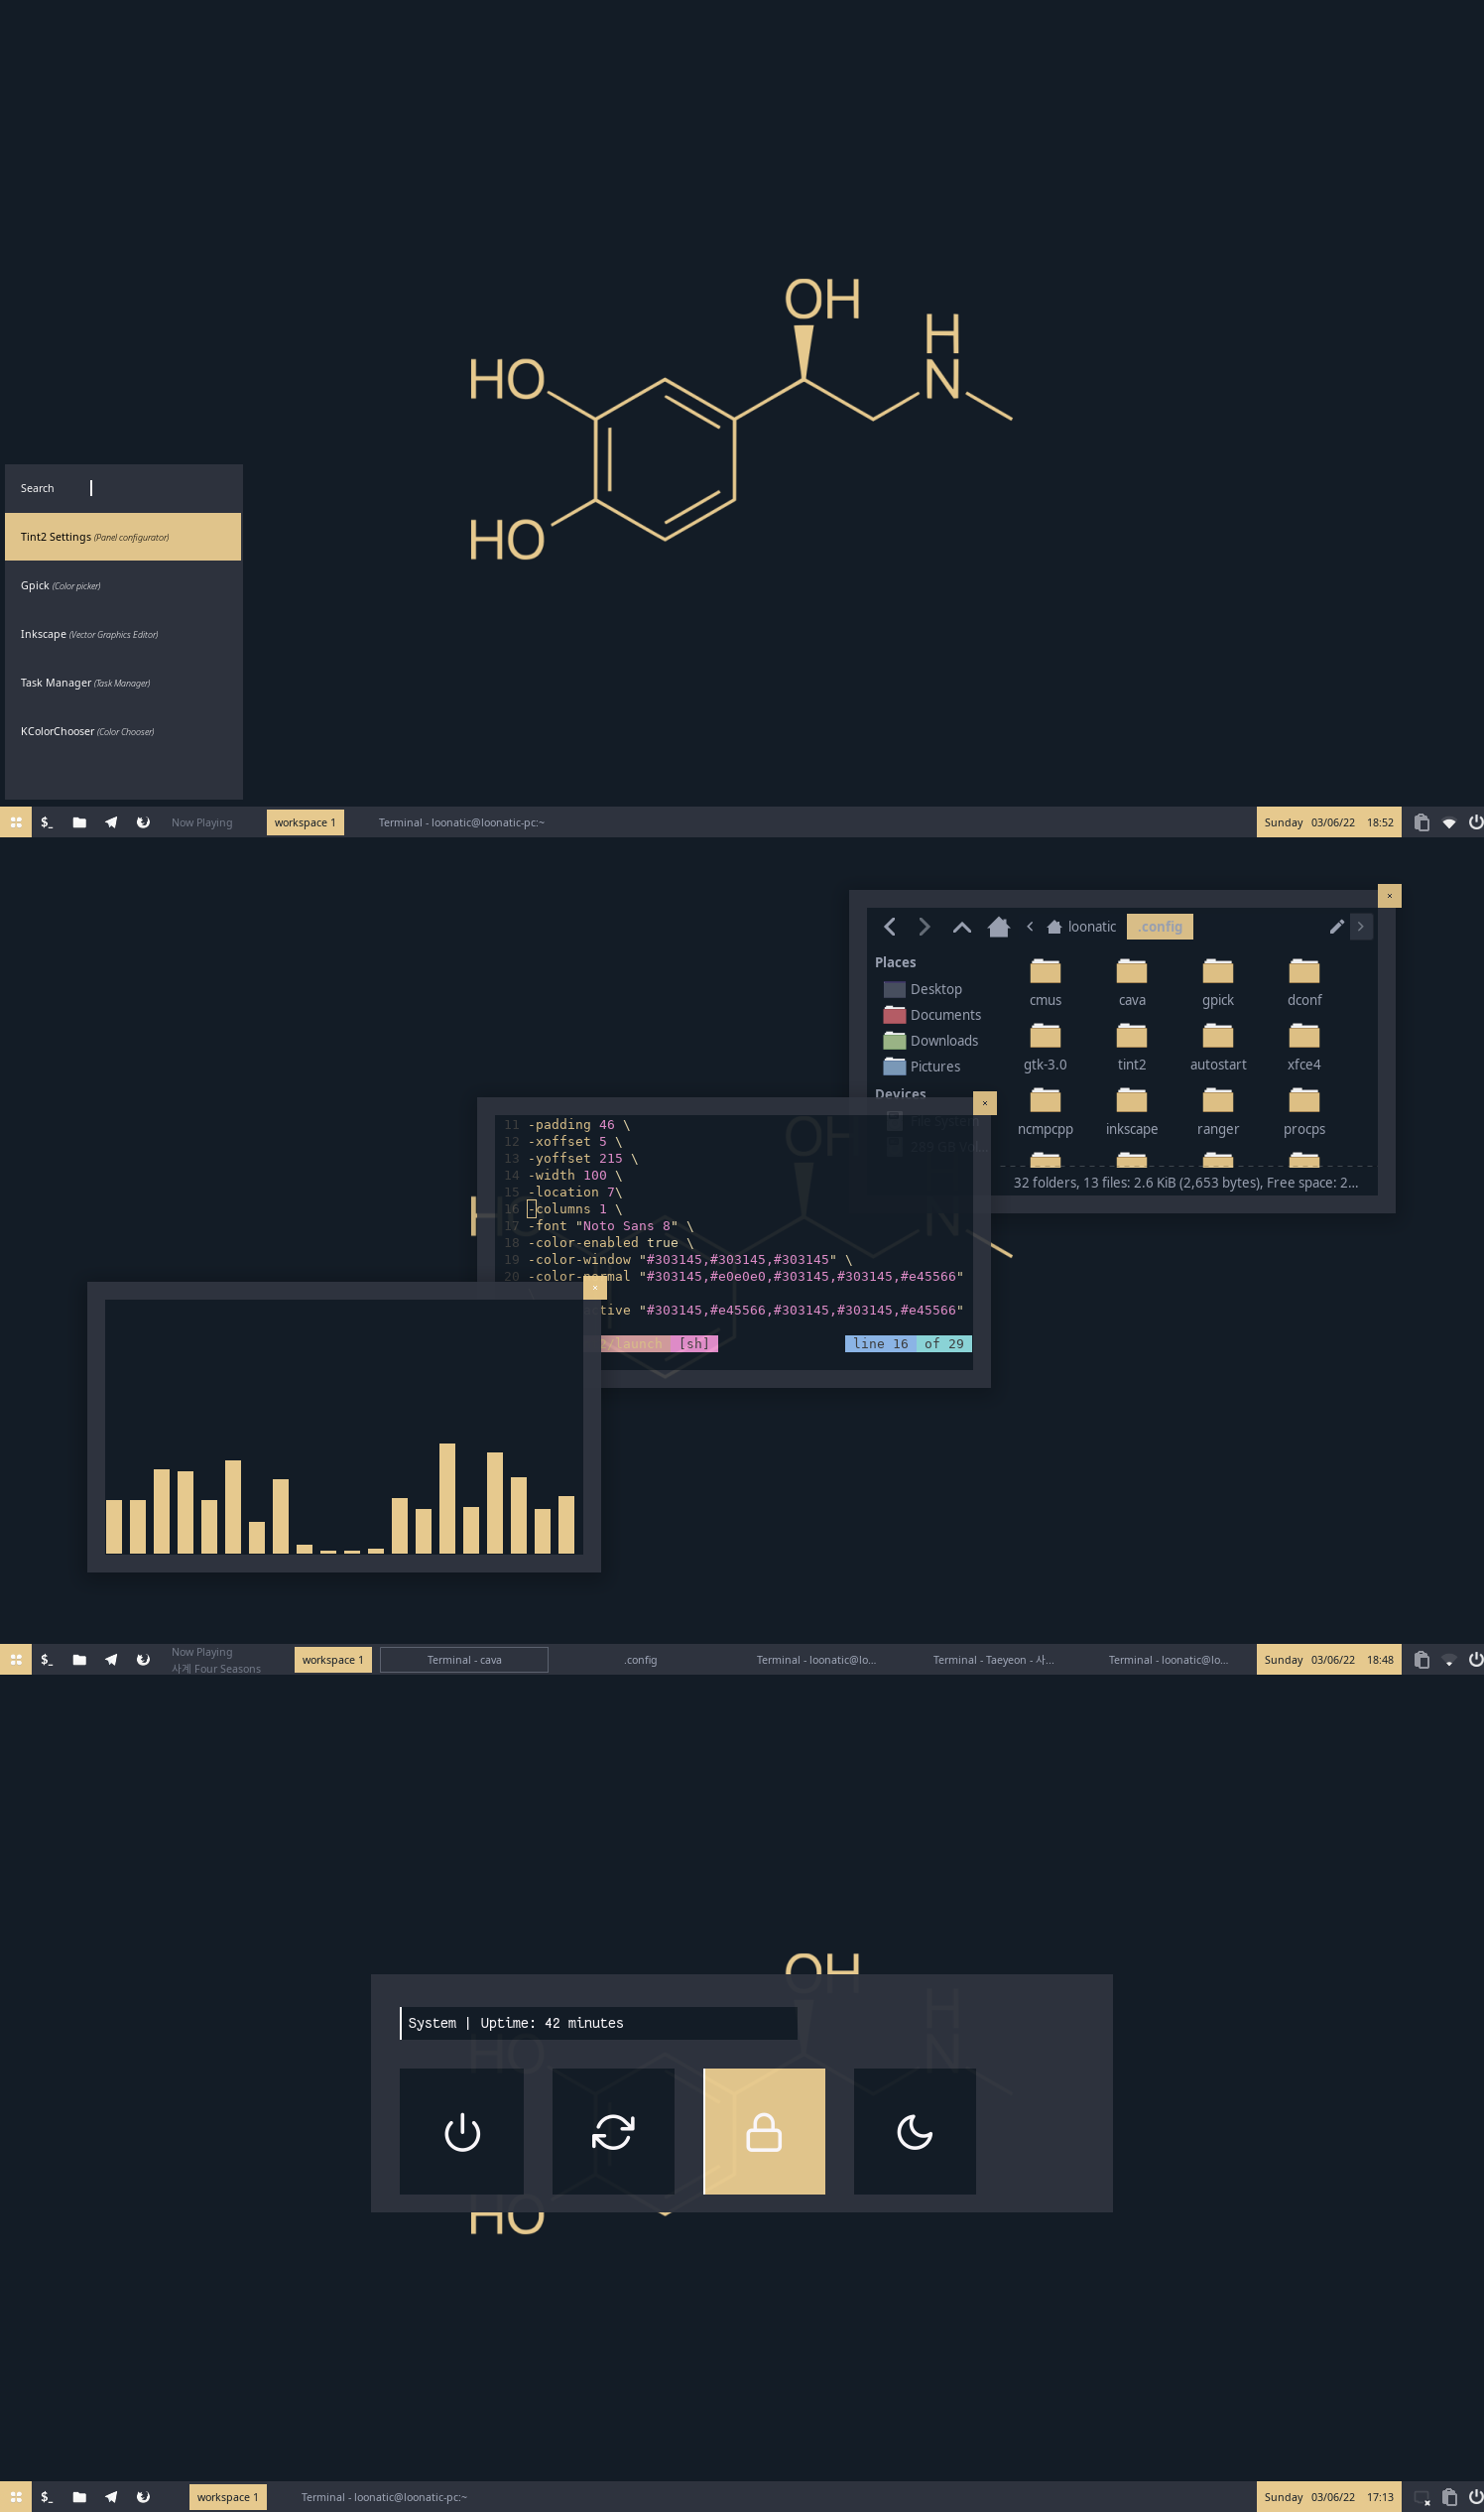 OH
H
N
HO
HO
Search
Tint2 Settings (Panel configurator)
Gpick (Color picker)
Inkscape (Vector Graphics Editor)
Task Manager (Task Manager)
KColorChooser (Color Chooser)
$_ Now Playing workspace 1 Terminal - loonatic@loonatic-pc:~ Sunday 03/06/22 18:52
loonatic .config
Places
Desktop
Documents
Downloads
Pictures
Devices
File System
289 GB Vol...
cmus cava gpick dconf
gtk-3.0 tint2 autostart xfce4
ncmpcpp inkscape ranger procps
32 folders, 13 files: 2.6 KiB (2,653 bytes), Free space: 2...
OH
HO
N
11 -padding 46 \
12 -xoffset 5 \
13 -yoffset 215 \
14 -width 100 \
15 -location 7\
16 -columns 1 \
17 -font "Noto Sans 8" \
18 -color-enabled true \
19 -color-window "#303145,#303145,#303145" \
20 -color-normal "#303145,#e0e0e0,#303145,#303145,#e45566"
\
tive "#303145,#e45566,#303145,#303145,#e45566"
/launch [sh] line 16 of 29
$_ Now Playing
사계 Four Seasons
workspace 1 Terminal - cava .config Terminal - loonatic@lo... Terminal - Taeyeon - 사... Terminal - loonatic@lo... Sunday 03/06/22 18:48
OH
H
N
HO
System | Uptime: 42 minutes
HO
$_ workspace 1 Terminal - loonatic@loonatic-pc:~ Sunday 03/06/22 17:13